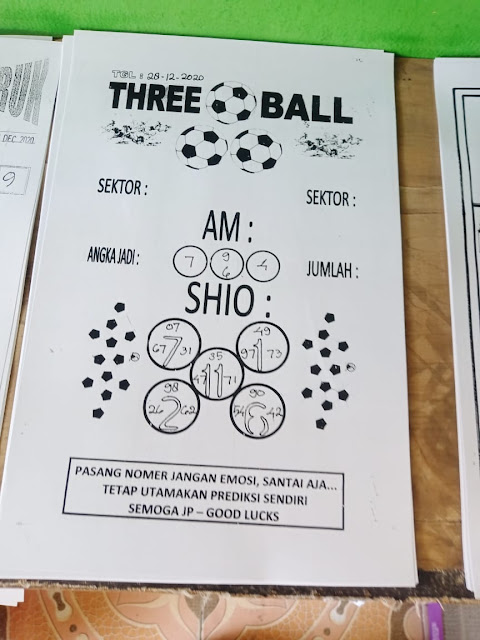 TGL : 28-12-2020
THREE BALL
SEKTOR :
SEKTOR :
AM :
ANGKA JADI :
7 9 6 4
JUMLAH :
SHIO :
07
67 7 31
49
97 1 73
35
47 11 71
98
26 2 62
90
54 6 42
PASANG NOMER JANGAN EMOSI, SANTAI AJA...
TETAP UTAMAKAN PREDIKSI SENDIRI
SEMOGA JP – GOOD LUCKS
DEC 2020
9